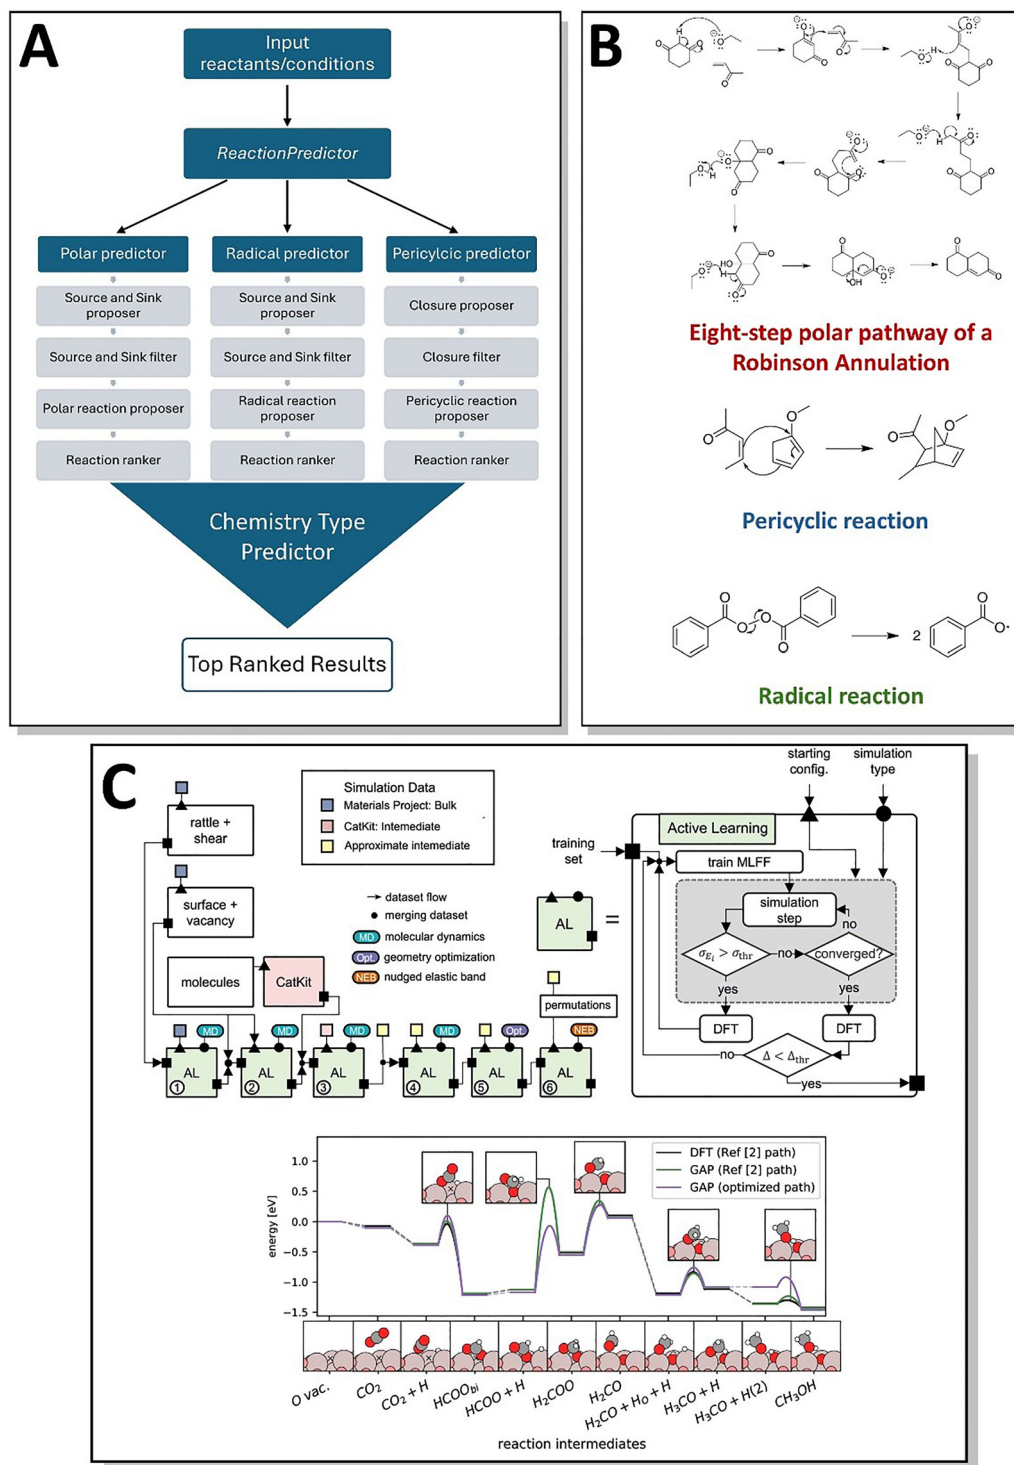 A
Input
reactants/conditions
ReactionPredictor
Polar predictor
Radical predictor
Pericylcic predictor
Source and Sink
proposer
Source and Sink
proposer
Closure proposer
Source and Sink filter
Source and Sink filter
Closure filter
Polar reaction proposer
Radical reaction
proposer
Pericyclic reaction
proposer
Reaction ranker
Reaction ranker
Reaction ranker
Chemistry Type
Predictor
Top Ranked Results
B
Eight-step polar pathway of a
Robinson Annulation
Pericyclic reaction
2
Radical reaction
C
rattle +
shear
surface +
vacancy
molecules
CatKit
Simulation Data
Materials Project: Bulk
CatKit: Intemediate
Approximate intemediate
dataset flow
merging dataset
MD molecular dynamics
Opt. geometry optimization
NEB nudged elastic band
permutations
MD
MD
MD
MD
Opt.
NEB
AL
AL
AL
AL
AL
AL
1
2
3
4
5
6
AL =
starting
config.
simulation
type
training
set
Active Learning
train MLFF
simulation
step
no
σEi > σthr
no
converged?
yes
yes
DFT
DFT
no
Δ < Δthr
yes
DFT (Ref [2] path)
GAP (Ref [2] path)
GAP (optimized path)
energy [eV]
1.0
0.5
0.0
−0.5
−1.0
−1.5
O vac.
CO2
CO2 + H
HCOObi
HCOO + H
H2COO
H2CO
H2CO + HO + H
H3CO + H
H3CO + H(2)
CH3OH
reaction intermediates